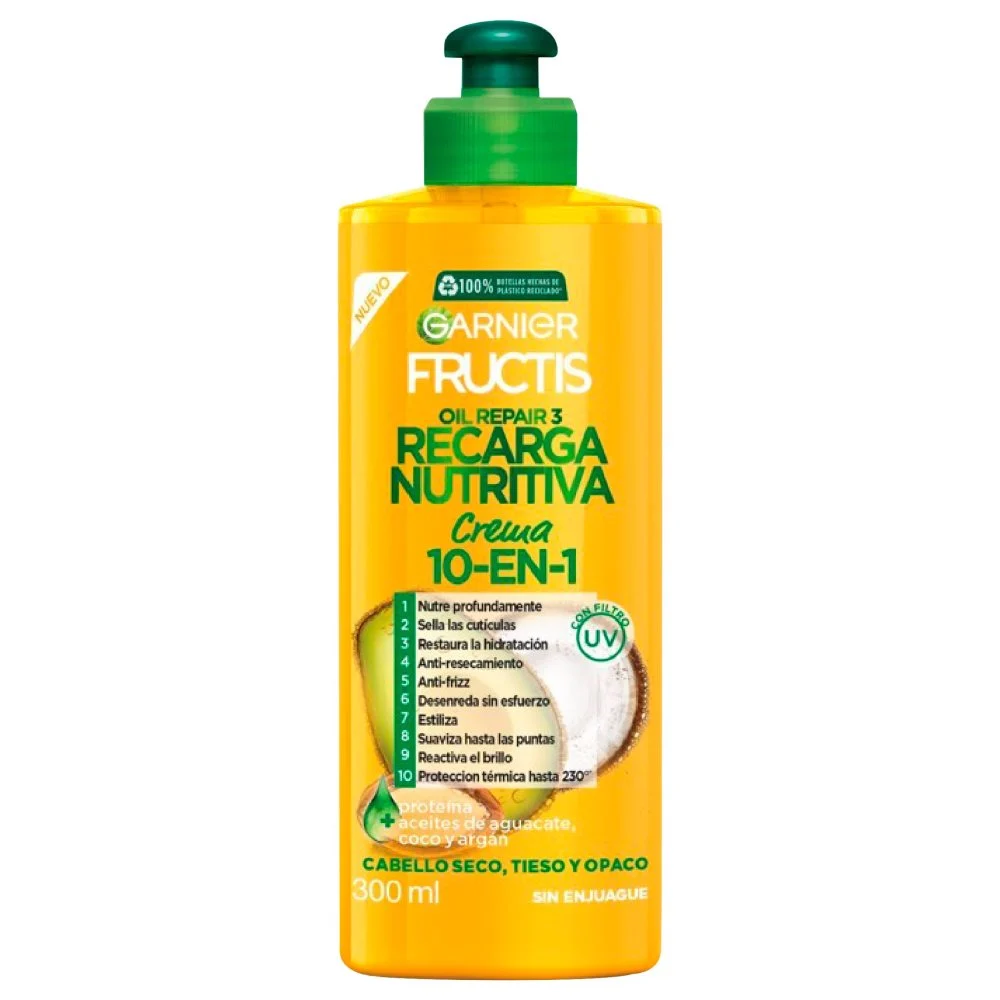 100% BOTELLAS HECHAS DE
PLÁSTICO RECICLADO*
NUEVO
GARNIER
FRUCTIS
OIL REPAIR 3
RECARGA
NUTRITIVA
Crema
10-EN-1
1 Nutre profundamente
2 Sella las cutículas
3 Restaura la hidratación
4 Anti-resecamiento
5 Anti-frizz
6 Desenreda sin esfuerzo
7 Estiliza
8 Suaviza hasta las puntas
9 Reactiva el brillo
10 Proteccion térmica hasta 230°
CON FILTRO
UV
proteína
+ aceites de aguacate,
coco y argán
CABELLO SECO, TIESO Y OPACO
300 ml
SIN ENJUAGUE